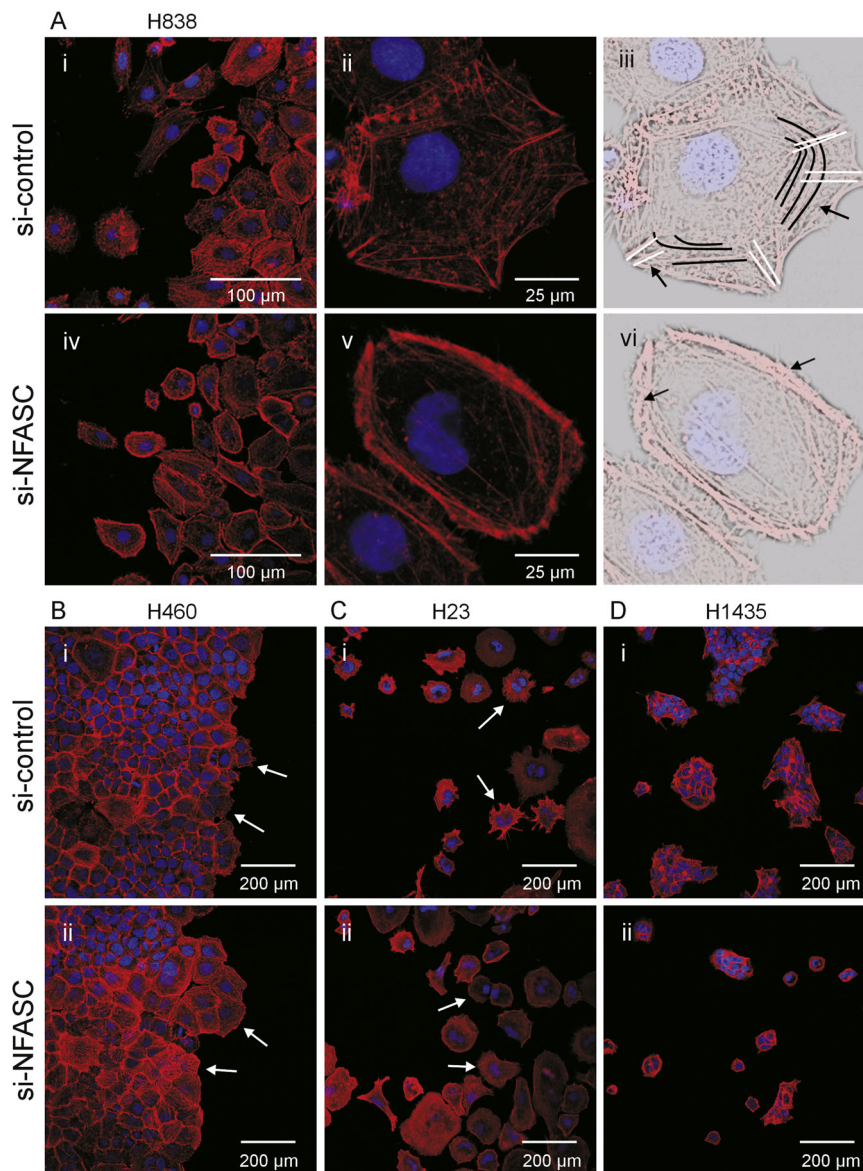 A H838
si-control
i
ii
iii
100 µm
25 µm
si-NFASC
iv
v
vi
100 µm
25 µm
B H460
C H23
D H1435
si-control
i
i
i
200 µm
200 µm
200 µm
si-NFASC
ii
ii
ii
200 µm
200 µm
200 µm